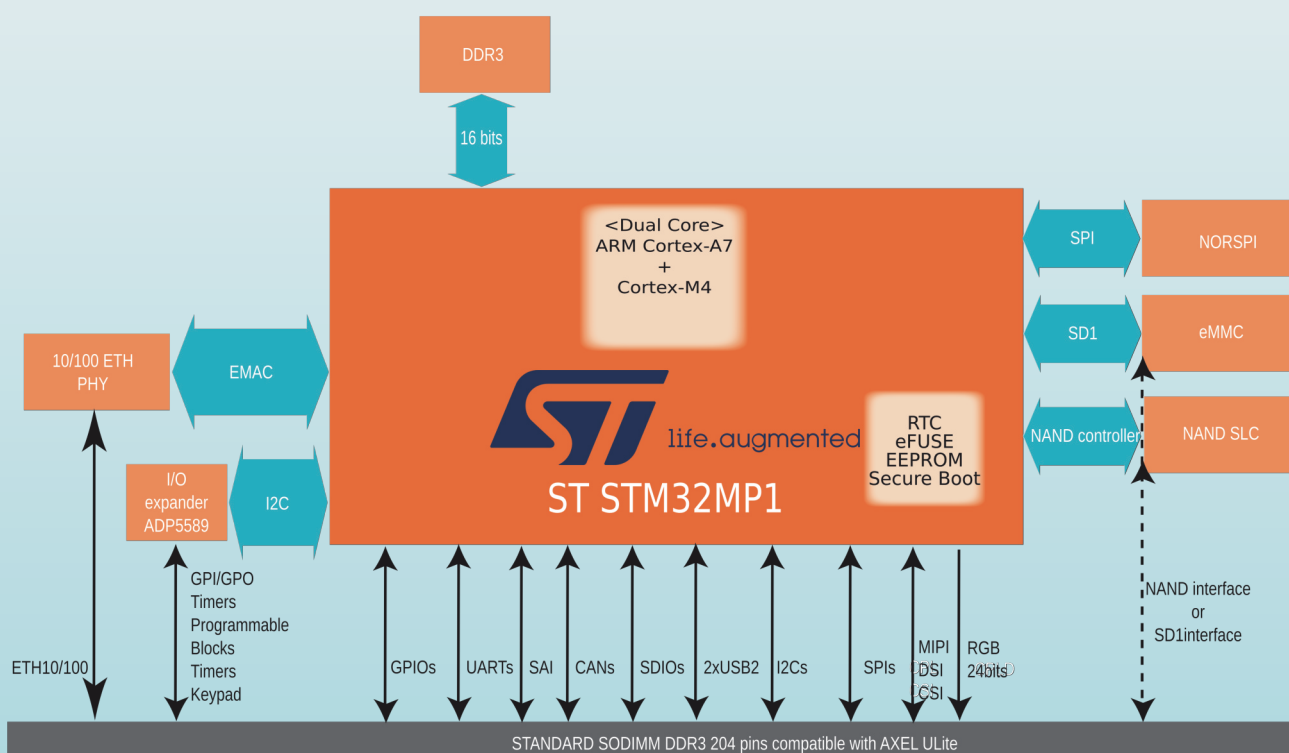 DDR3
16 bits
<Dual Core>
ARM Cortex-A7
+
Cortex-M4
SPI
NORSPI
SD1
eMMC
10/100 ETH
PHY
EMAC
NAND controller
NAND SLC
RTC
eFUSE
EEPROM
Secure Boot
life.augmented
ST STM32MP1
I/O
expander
ADP5589
I2C
GPI/GPO
Timers
Programmable
Blocks
Timers
Keypad
ETH10/100
GPIOs
UARTs
SAI
CANs
SDIOs
2xUSB2
I2Cs
SPIs
MIPI
DSI
CSI
RGB
24bits
NAND interface
or
SD1interface
STANDARD SODIMM DDR3 204 pins compatible with AXEL ULite